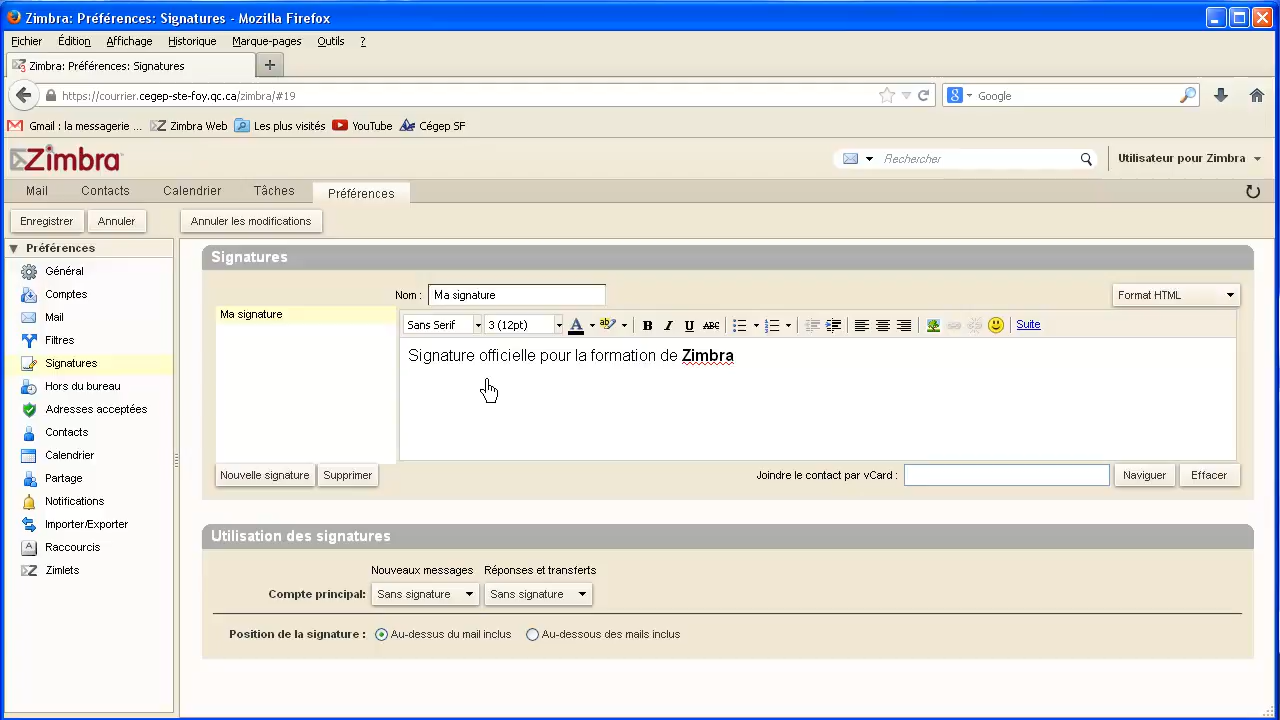 Zimbra: Préférences: Signatures - Mozilla Firefox
Fichier Édition Affichage Historique Marque-pages Outils ?
Zimbra: Préférences: Signatures
https://courrier.cegep-ste-foy.qc.ca/zimbra/#19
Google
Gmail : la messagerie ... Zimbra Web Les plus visités YouTube Cégep SF
Zimbra
Rechercher
Utilisateur pour Zimbra
Mail Contacts Calendrier Tâches Préférences
Enregistrer Annuler Annuler les modifications
Préférences
Général
Comptes
Mail
Filtres
Signatures
Hors du bureau
Adresses acceptées
Contacts
Calendrier
Partage
Notifications
Importer/Exporter
Raccourcis
Zimlets
Signatures
Nom : Ma signature Format HTML
Ma signature
Sans Serif 3 (12pt) A ab B I U ABC Suite
Signature officielle pour la formation de Zimbra
Nouvelle signature Supprimer Joindre le contact par vCard : Naviguer Effacer
Utilisation des signatures
Nouveaux messages Réponses et transferts
Compte principal: Sans signature Sans signature
Position de la signature : Au-dessus du mail inclus Au-dessous des mails inclus